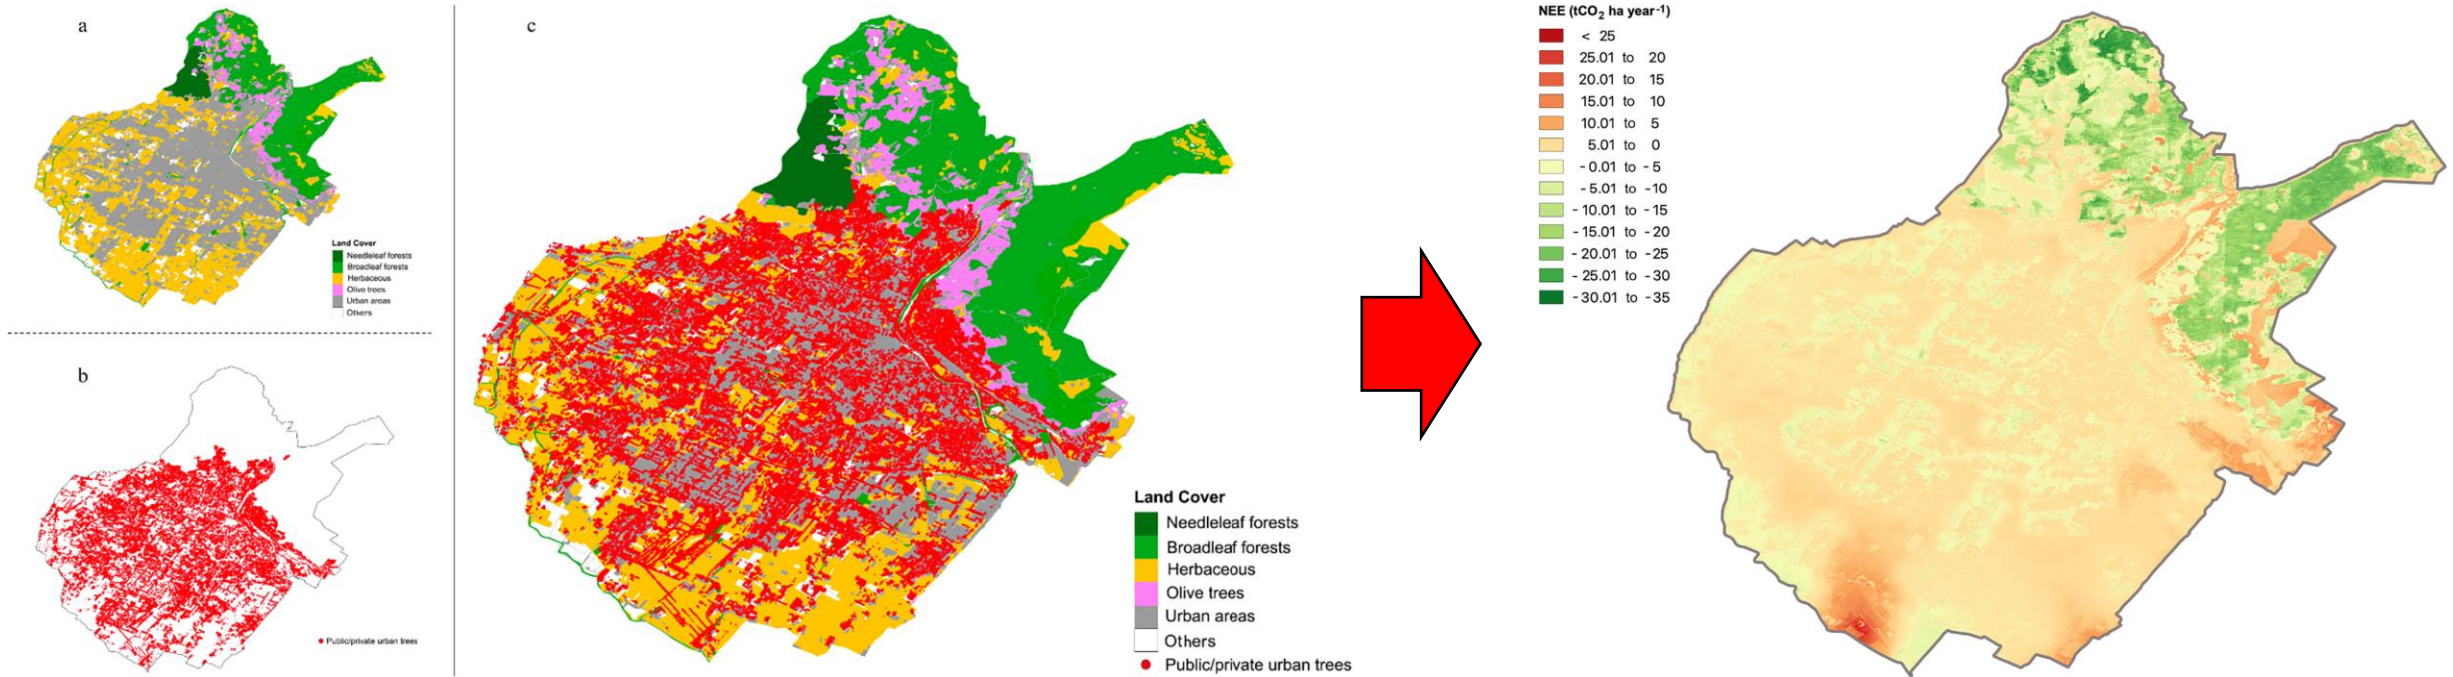 a
Land Cover
Needleleaf forests
Broadleaf forests
Herbaceous
Olive trees
Urban areas
Others
b
Public/private urban trees
c
Land Cover
Needleleaf forests
Broadleaf forests
Herbaceous
Olive trees
Urban areas
Others
Public/private urban trees
NEE (tCO₂ ha year⁻¹)
< 25
25.01 to 20
20.01 to 15
15.01 to 10
10.01 to 5
5.01 to 0
-0.01 to -5
-5.01 to -10
-10.01 to -15
-15.01 to -20
-20.01 to -25
-25.01 to -30
-30.01 to -35